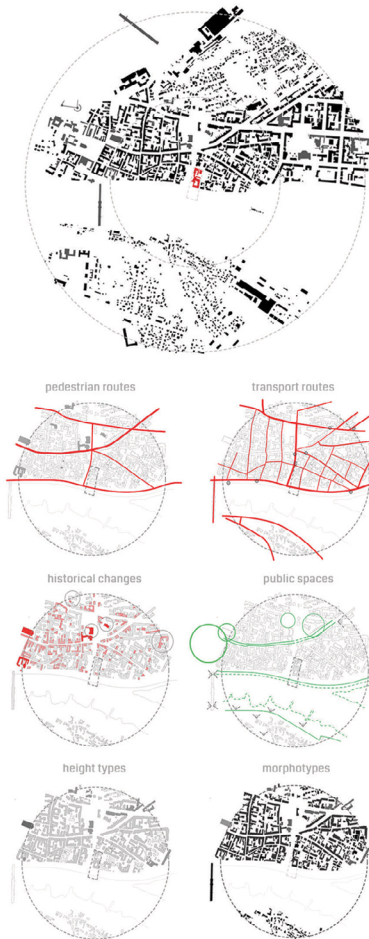 pedestrian routes
transport routes
historical changes
public spaces
height types
morphotypes